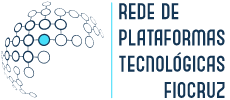 REDE DE
PLATAFORMAS
TECNOLÓGICAS
FIOCRUZ